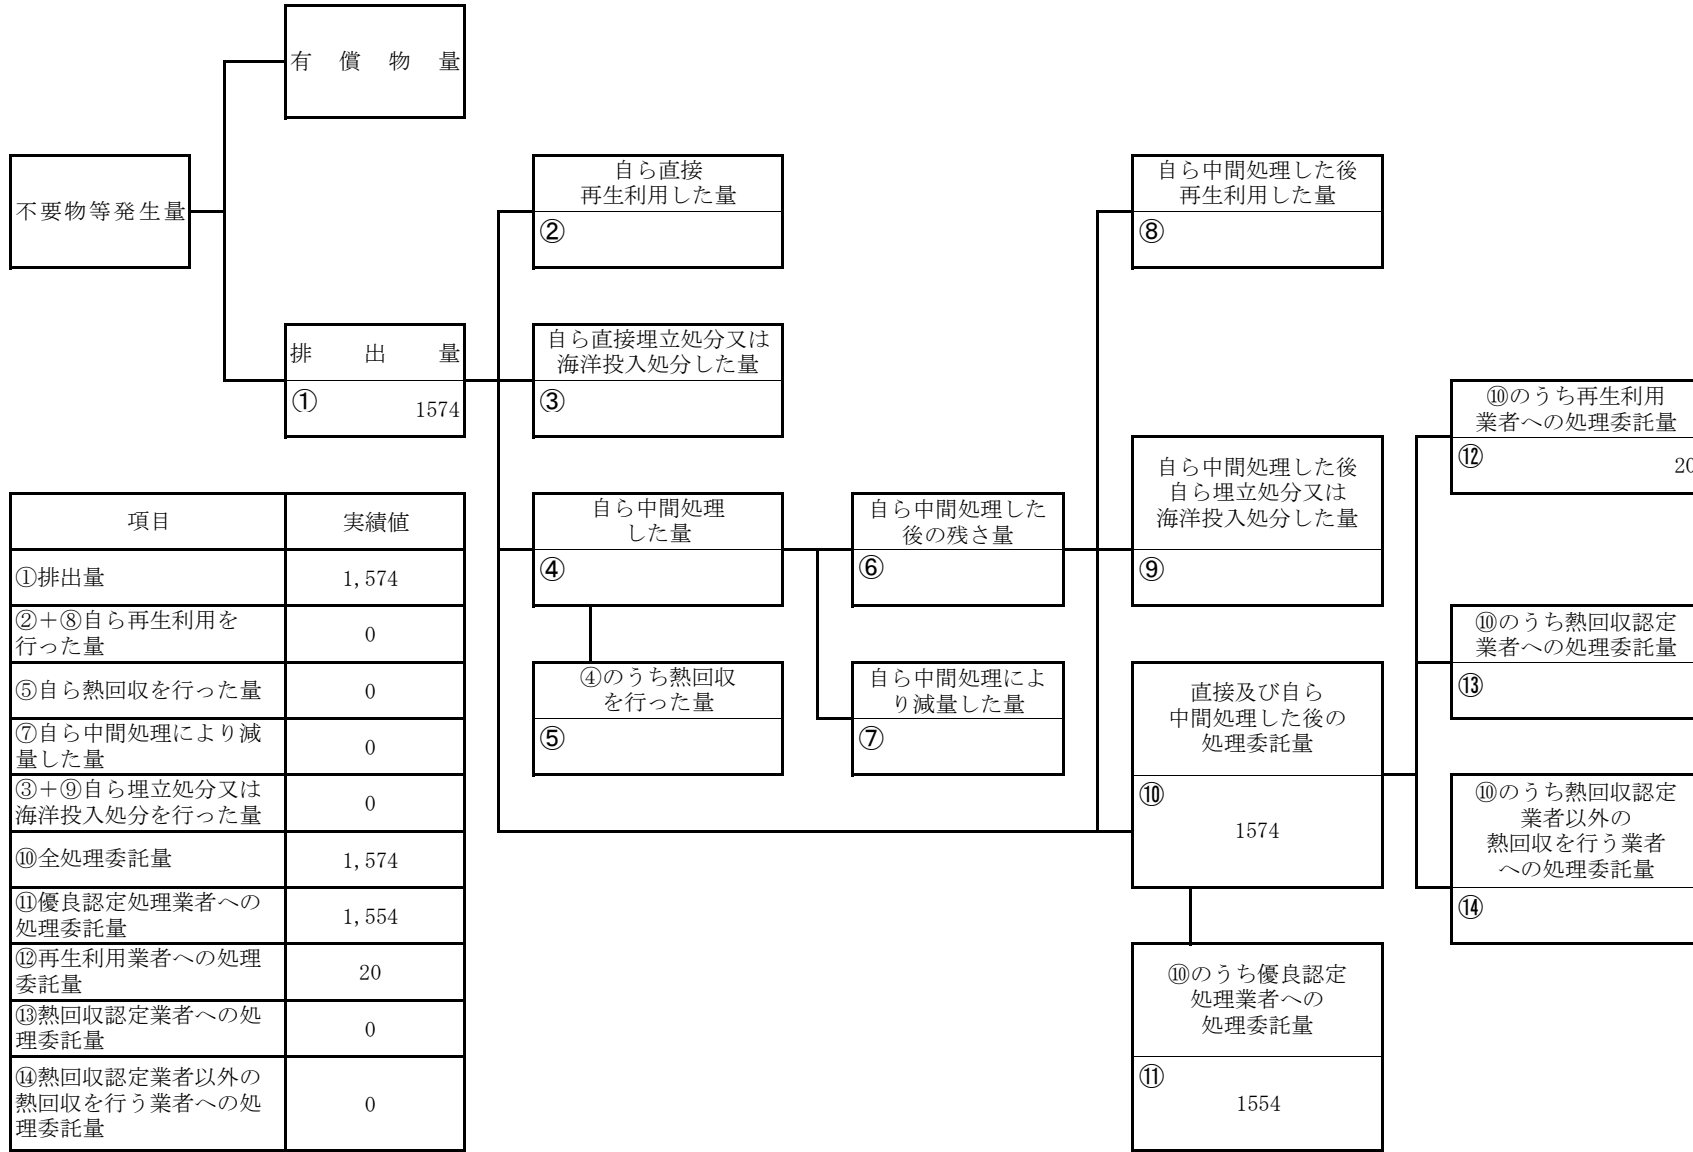 有償物量
不要物等発生量
排出量
①
1574
自ら直接
再生利用した量
②
自ら直接埋立処分又は
海洋投入処分した量
③
自ら中間処理
した量
④
④のうち熱回収
を行った量
⑤
自ら中間処理した
後の残さ量
⑥
自ら中間処理によ
り減量した量
⑦
自ら中間処理した後
再生利用した量
⑧
自ら中間処理した後
自ら埋立処分又は
海洋投入処分した量
⑨
直接及び自ら
中間処理した後の
処理委託量
⑩
1574
⑩のうち優良認定
処理業者への
処理委託量
⑪
1554
⑩のうち再生利用
業者への処理委託量
⑫
20
⑩のうち熱回収認定
業者への処理委託量
⑬
⑩のうち熱回収認定
業者以外の
熱回収を行う業者
への処理委託量
⑭
項目 実績値
①排出量 1,574
②+⑧自ら再生利用を
行った量 0
⑤自ら熱回収を行った量 0
⑦自ら中間処理により減
量した量 0
③+⑨自ら埋立処分又は
海洋投入処分を行った量 0
⑩全処理委託量 1,574
⑪優良認定処理業者への
処理委託量 1,554
⑫再生利用業者への処理
委託量 20
⑬熱回収認定業者への処
理委託量 0
⑭熱回収認定業者以外の
熱回収を行う業者への処
理委託量 0